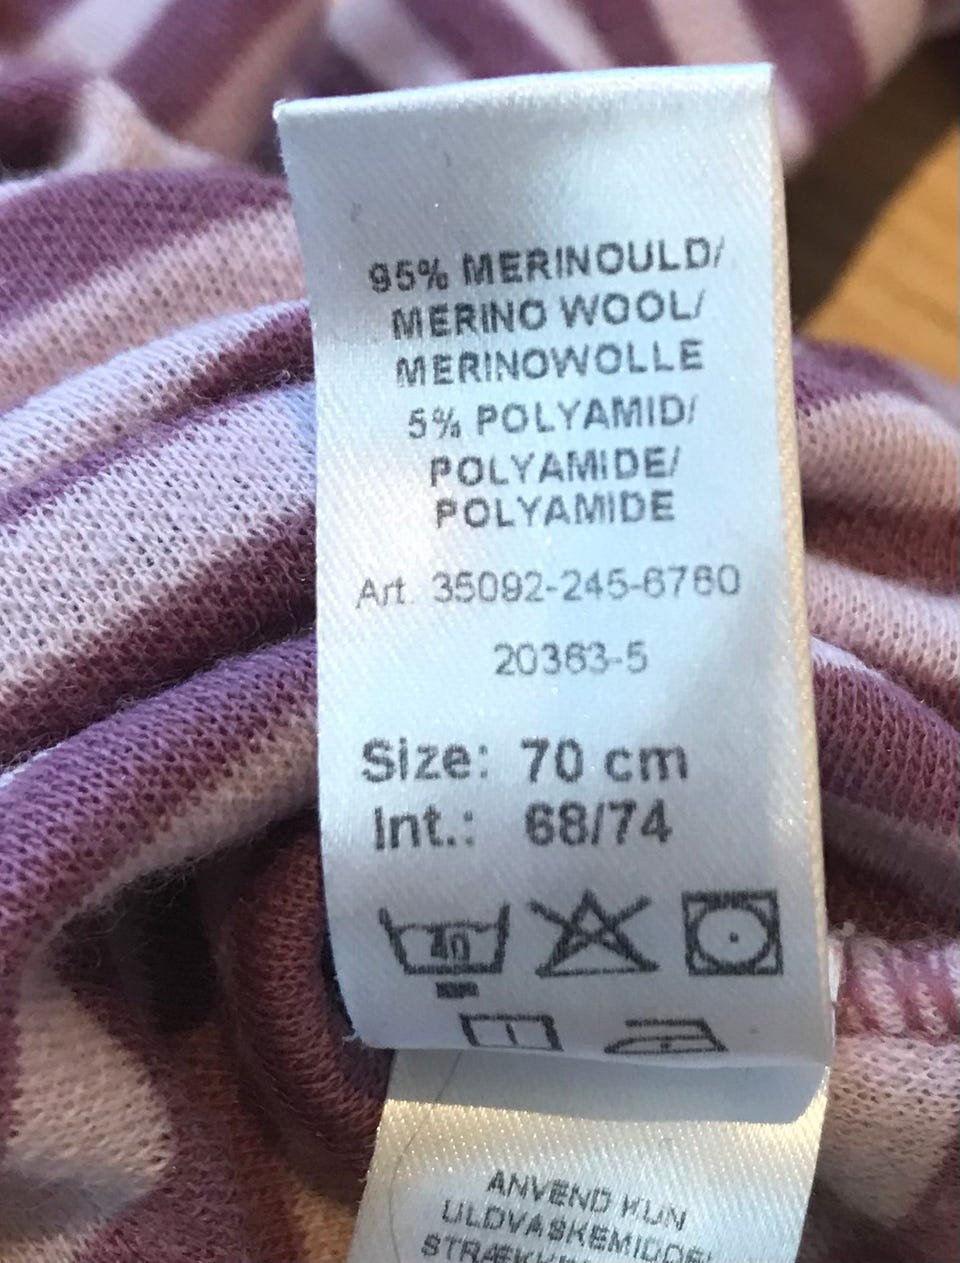 95% MERINOULD/
MERINO WOOL/
MERINOWOLLE
5% POLYAMID/
POLYAMIDE/
POLYAMIDE
Art. 35092-245-6760
20363-5
Size: 70 cm
Int.: 68/74
40
ANVEND KUN
ULDVASKEMIDDEL